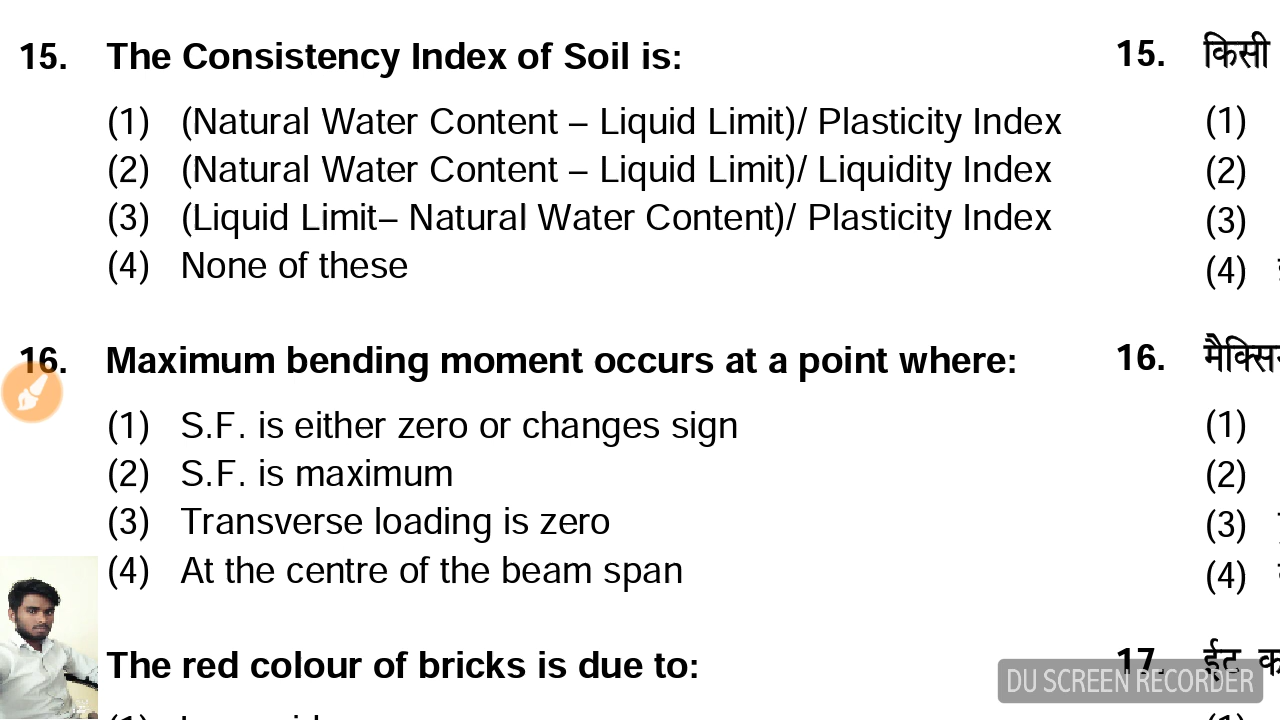 15. The Consistency Index of Soil is:
(1) (Natural Water Content – Liquid Limit)/ Plasticity Index
(2) (Natural Water Content – Liquid Limit)/ Liquidity Index
(3) (Liquid Limit– Natural Water Content)/ Plasticity Index
(4) None of these
16. Maximum bending moment occurs at a point where:
(1) S.F. is either zero or changes sign
(2) S.F. is maximum
(3) Transverse loading is zero
(4) At the centre of the beam span
The red colour of bricks is due to:
15. किसी
(1)
(2)
(3)
(4)
16.
(1)
(2)
(3)
(4)
17. ईंट
DU SCREEN RECORDER